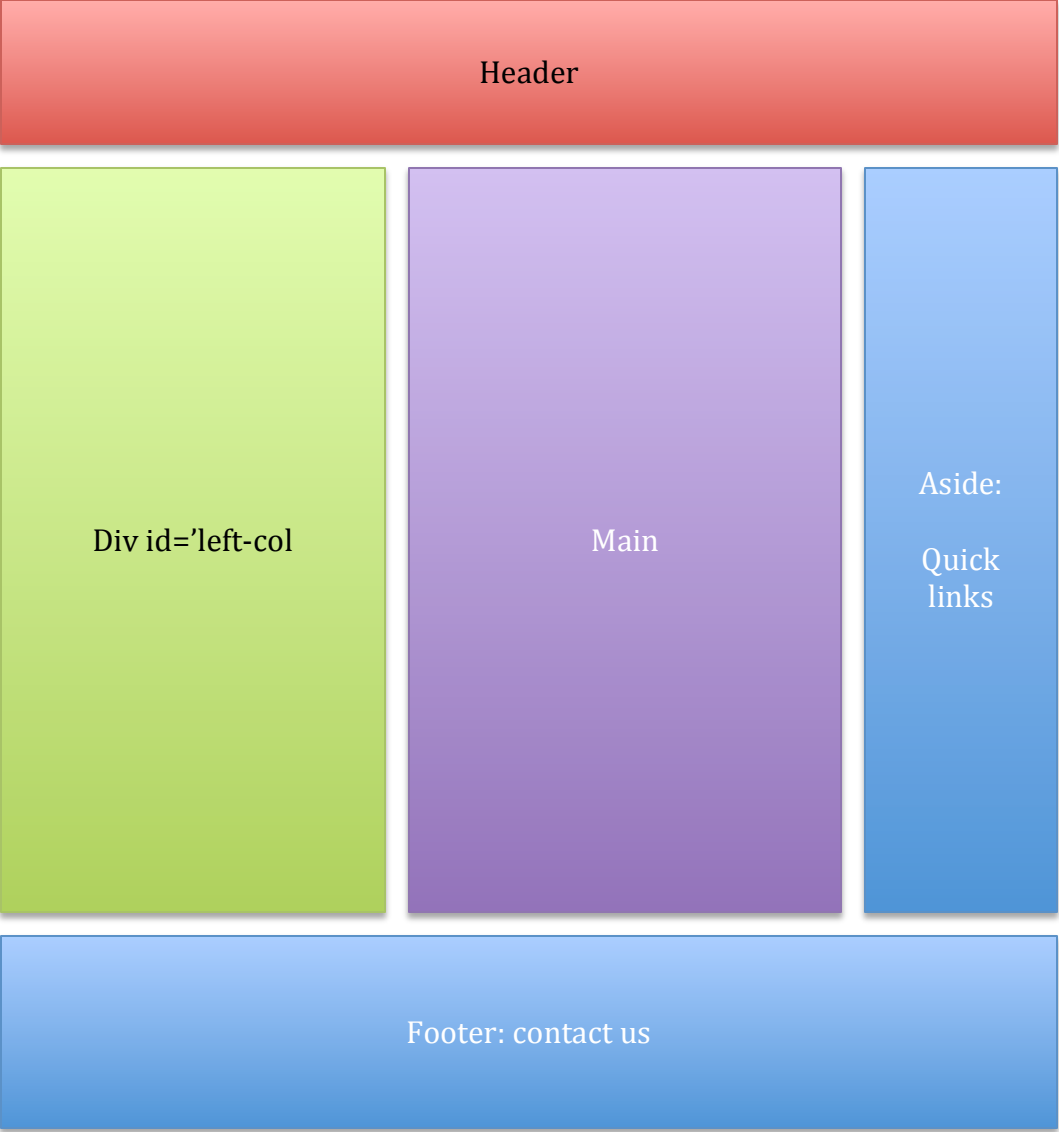 Header
Div id=’left-col
Main
Aside:
Quick
links
Footer: contact us